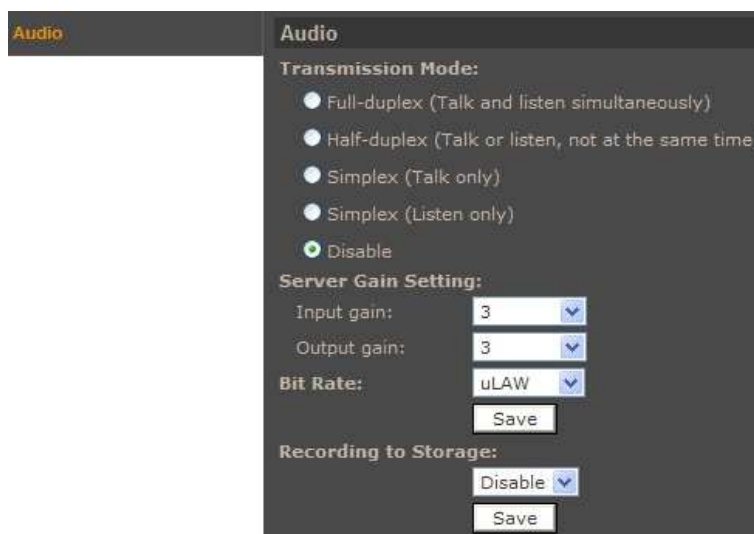 Audio
Audio
Transmission Mode:
Full-duplex (Talk and listen simultaneously)
Half-duplex (Talk or listen, not at the same time
Simplex (Talk only)
Simplex (Listen only)
Disable
Server Gain Setting:
Input gain: 3
Output gain: 3
Bit Rate: uLAW
Save
Recording to Storage:
Disable
Save